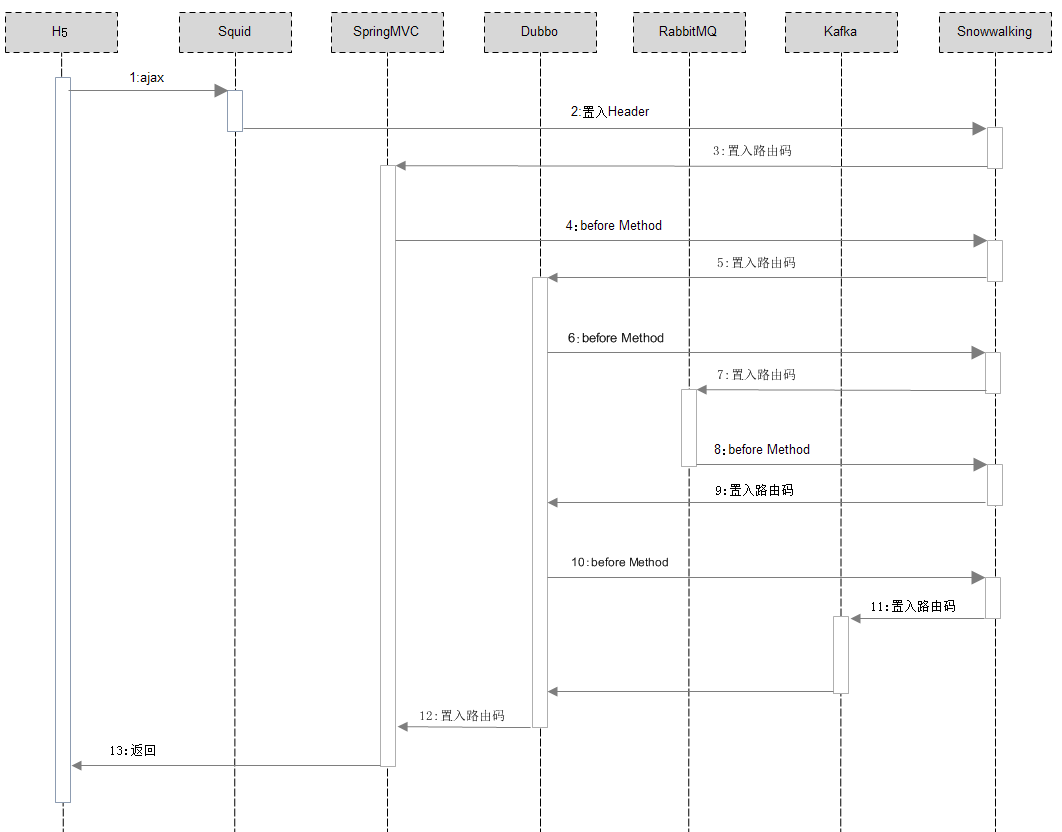 H5
Squid
SpringMVC
Dubbo
RabbitMQ
Kafka
Snowwalking
1:ajax
2:置入Header
3:置入路由码
4:before Method
5:置入路由码
6:before Method
7:置入路由码
8:before Method
9:置入路由码
10:before Method
11:置入路由码
12:置入路由码
13:返回